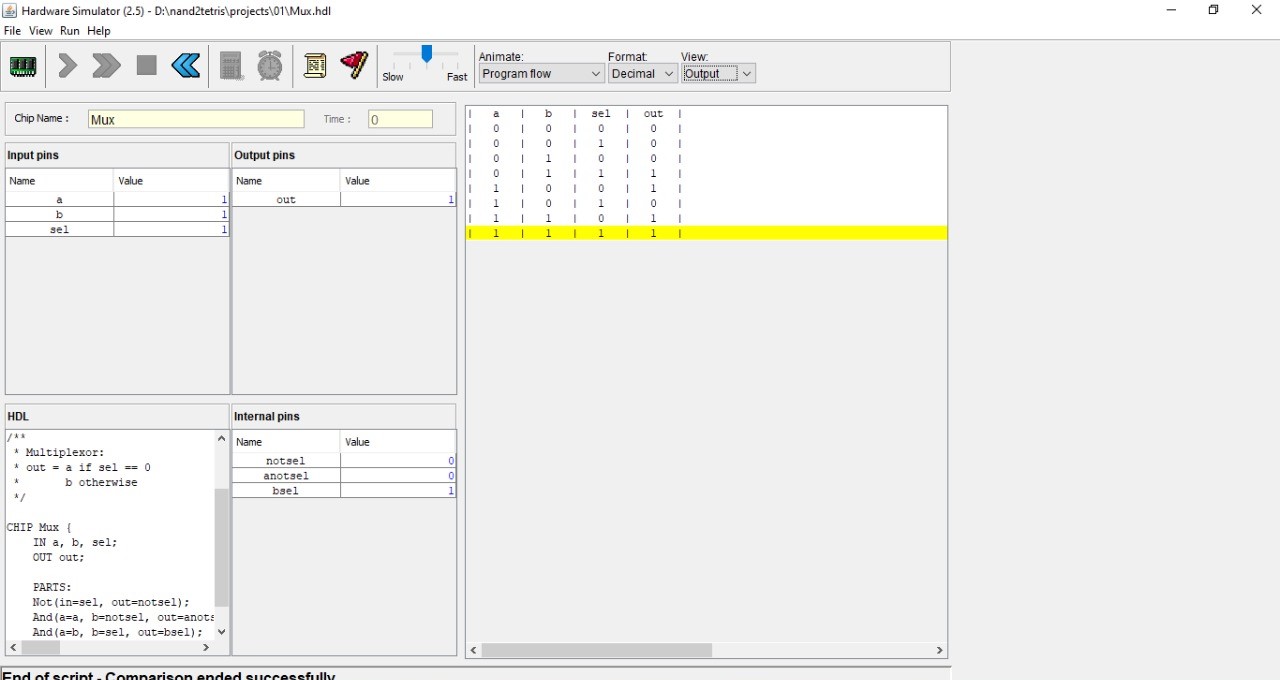 Hardware Simulator (2.5) - D:\nand2tetris\projects\01\Mux.hdl
File View Run Help
Slow Fast
Animate: Format: View:
Program flow Decimal Output
Chip Name : Mux Time : 0
Input pins
Name Value
a 1
b 1
sel 1
Output pins
Name Value
out 1
HDL
/**
* Multiplexor:
* out = a if sel == 0
* b otherwise
*/
CHIP Mux {
IN a, b, sel;
OUT out;
PARTS:
Not(in=sel, out=notsel);
And(a=a, b=notsel, out=anots
And(a=b, b=sel, out=bsel);
Internal pins
Name Value
notsel 0
anotsel 0
bsel 1
| a | b | sel | out |
| 0 | 0 | 0 | 0 |
| 0 | 0 | 1 | 0 |
| 0 | 1 | 0 | 0 |
| 0 | 1 | 1 | 1 |
| 1 | 0 | 0 | 1 |
| 1 | 0 | 1 | 0 |
| 1 | 1 | 0 | 1 |
| 1 | 1 | 1 | 1 |
End of script - Comparison ended successfully